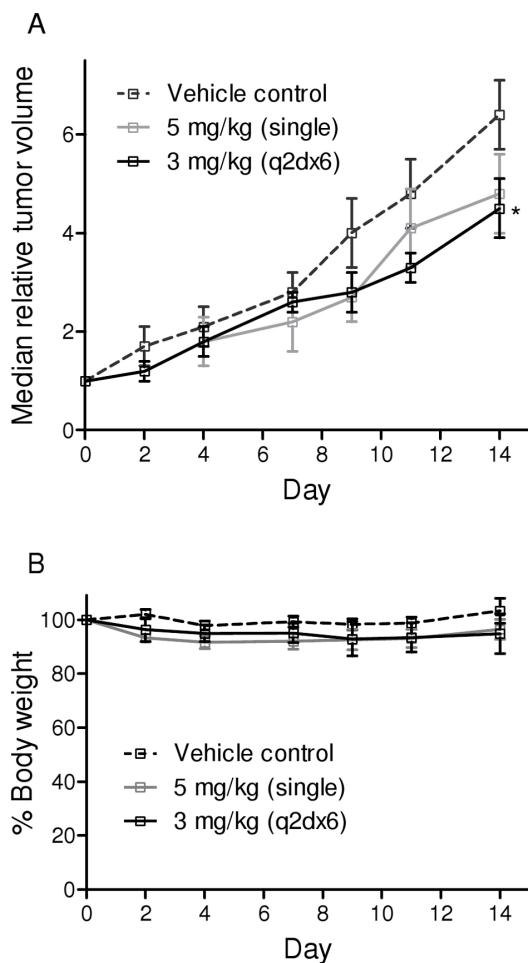 A
Median relative tumor volume
6
4
2
0
Vehicle control
5 mg/kg (single)
3 mg/kg (q2dx6)
*
0 2 4 6 8 10 12 14
Day
B
% Body weight
100
80
60
40
20
0
Vehicle control
5 mg/kg (single)
3 mg/kg (q2dx6)
0 2 4 6 8 10 12 14
Day